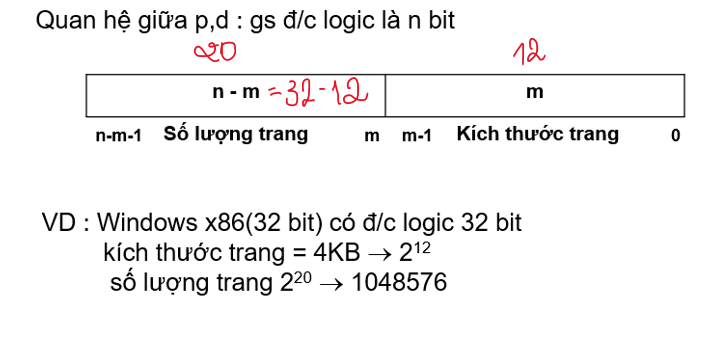 Quan hệ giữa p,d : gs đ/c logic là n bit
20 12
n - m = 32 - 12 m
n-m-1 Số lượng trang m m-1 Kích thước trang 0
VD : Windows x86(32 bit) có đ/c logic 32 bit
kích thước trang = 4KB → 2¹²
số lượng trang 2²⁰ → 1048576